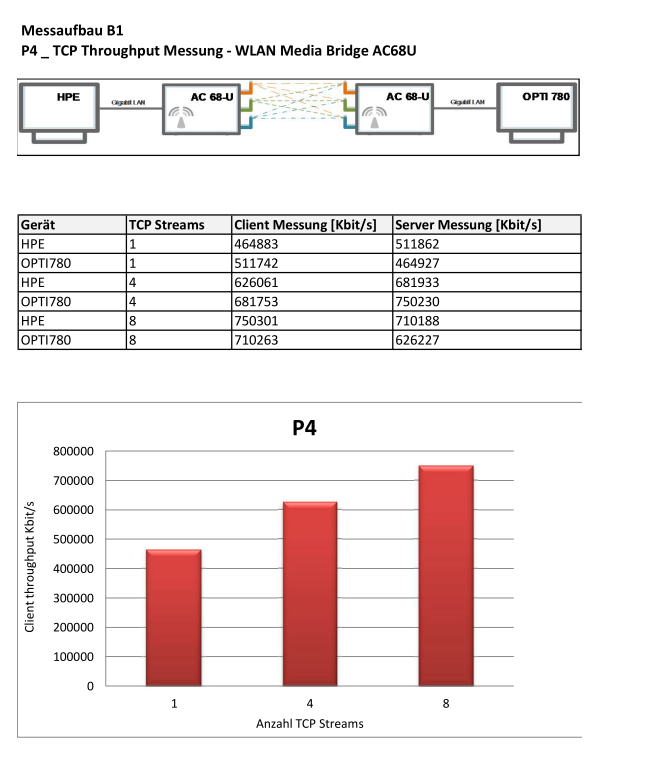 Messaufbau B1
P4 _ TCP Throughput Messung - WLAN Media Bridge AC68U
HPE Gigabit LAN AC 68-U AC 68-U Gigabit LAN OPTI 780
Gerät TCP Streams Client Messung [Kbit/s] Server Messung [Kbit/s]
HPE 1 464883 511862
OPTI780 1 511742 464927
HPE 4 626061 681933
OPTI780 4 681753 750230
HPE 8 750301 710188
OPTI780 8 710263 626227
P4
Client throughput Kbit/s
800000
700000
600000
500000
400000
300000
200000
100000
0
1 4 8
Anzahl TCP Streams